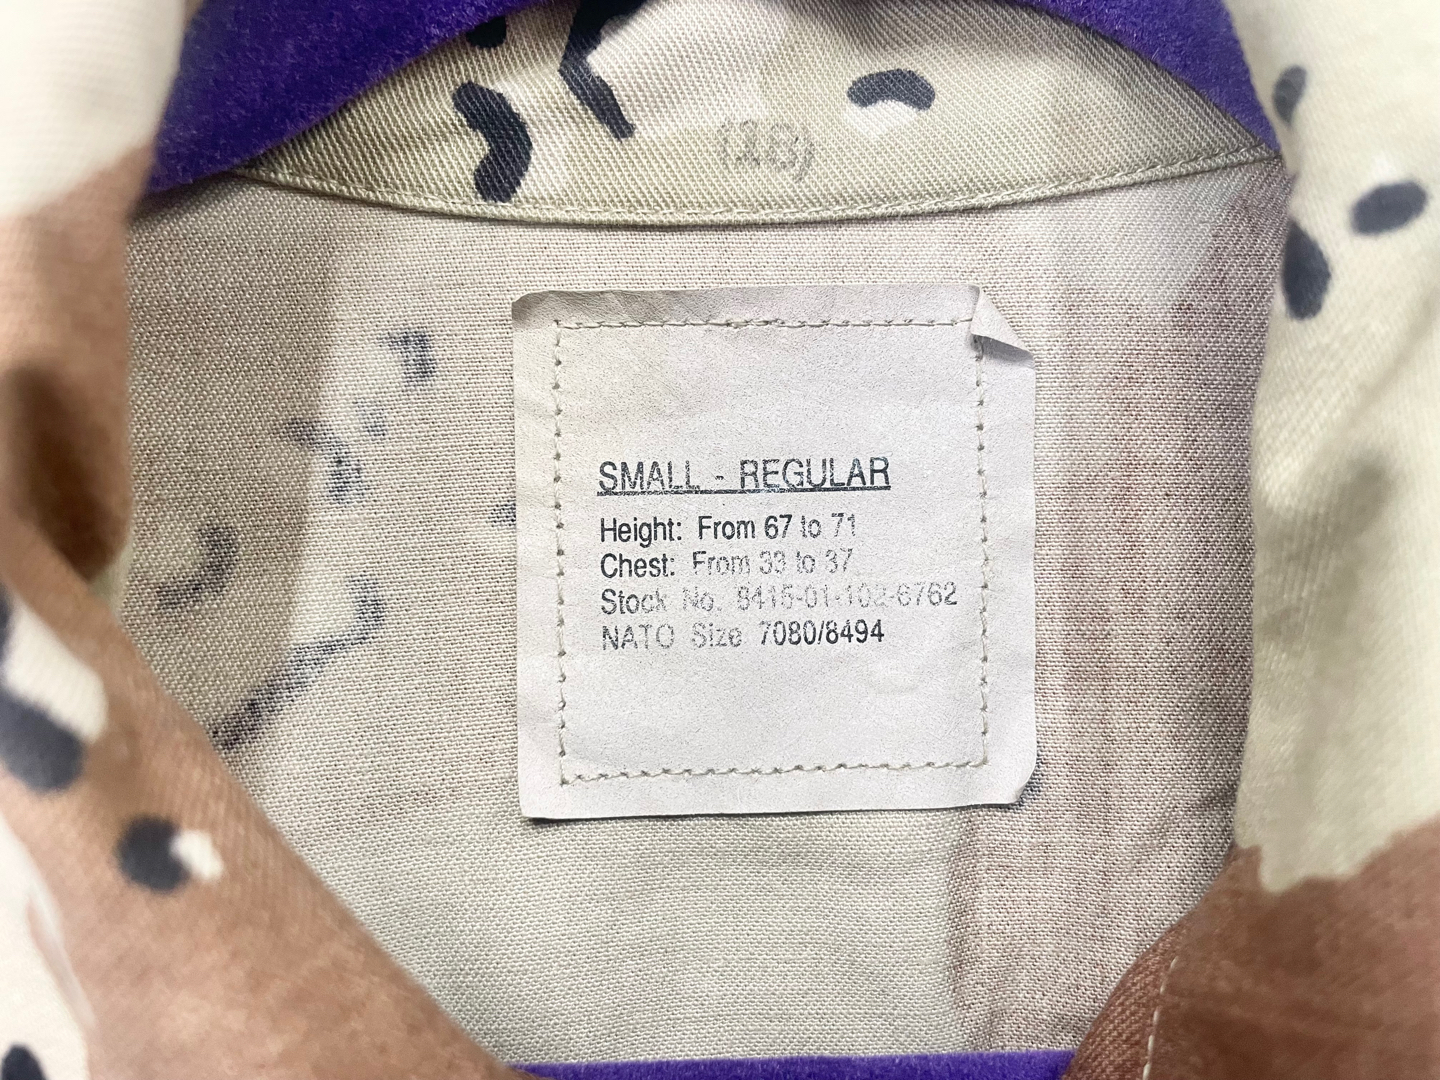 (18)
SMALL - REGULAR
Height: From 67 to 71
Chest: From 33 to 37
Stock No. 8415-01-102-6762
NATO Size 7080/8494